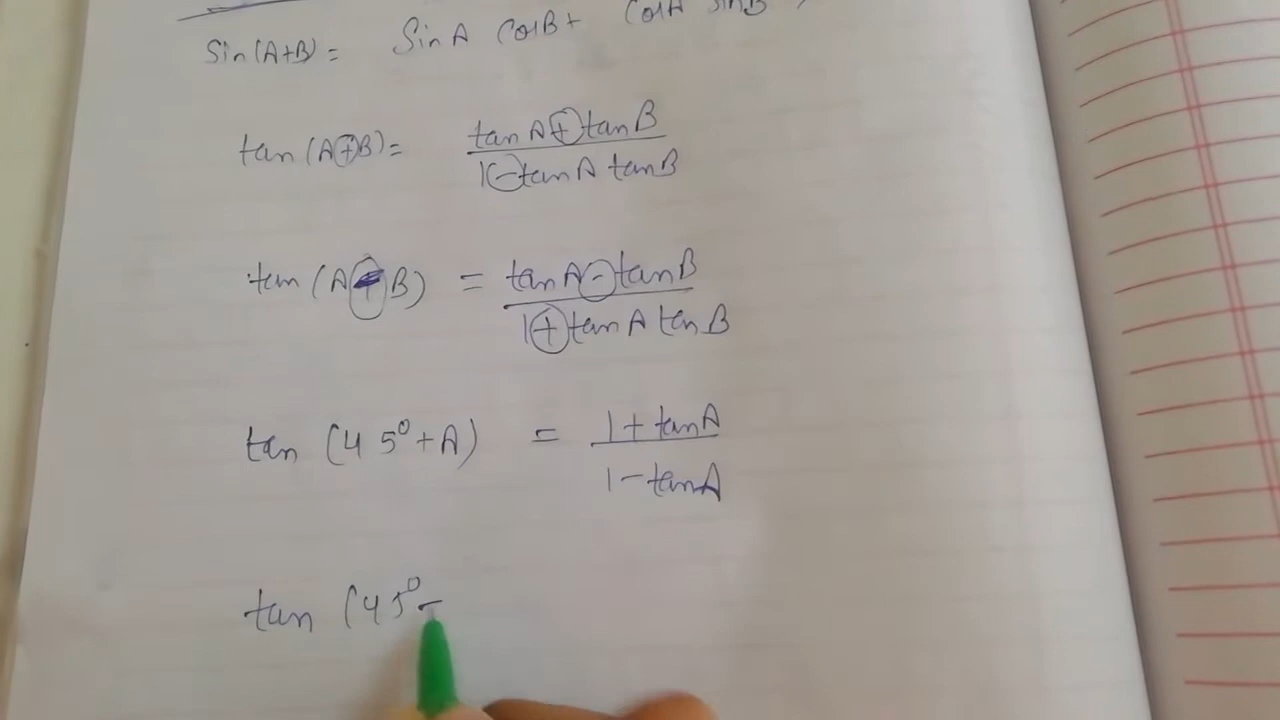 Sin(A+B) = Sin A CosB + CosA SinB
tan (A+B) = tan A + tan B
1 - tan A tan B
tan (A-B) = tan A - tan B
1 + tan A tan B
tan (45° + A) = 1 + tan A
1 - tan A
tan (45° -